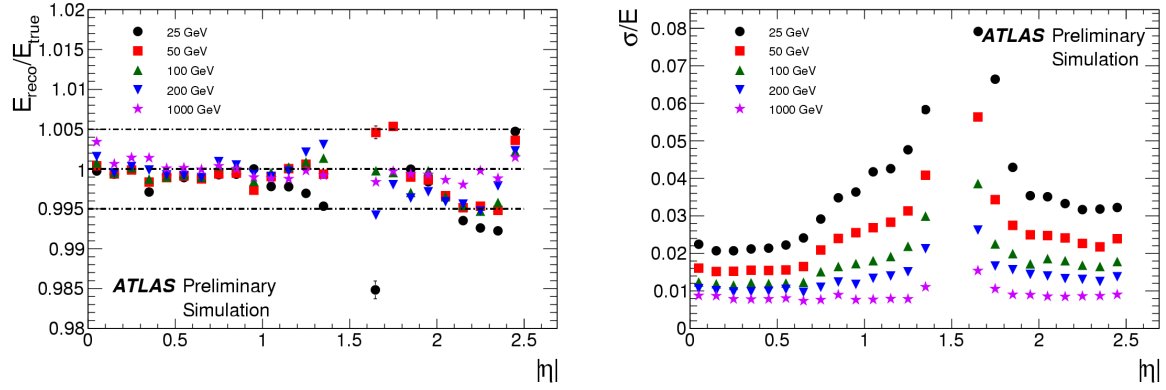 E_reco/E_true
1.02
1.015
1.01
1.005
1
0.995
0.99
0.985
0.98
25 GeV
50 GeV
100 GeV
200 GeV
1000 GeV
ATLAS Preliminary
Simulation
0 0.5 1 1.5 2 2.5
|η|
σ/E
0.08
0.07
0.06
0.05
0.04
0.03
0.02
0.01
0
25 GeV
50 GeV
100 GeV
200 GeV
1000 GeV
ATLAS Preliminary
Simulation
0 0.5 1 1.5 2 2.5
|η|